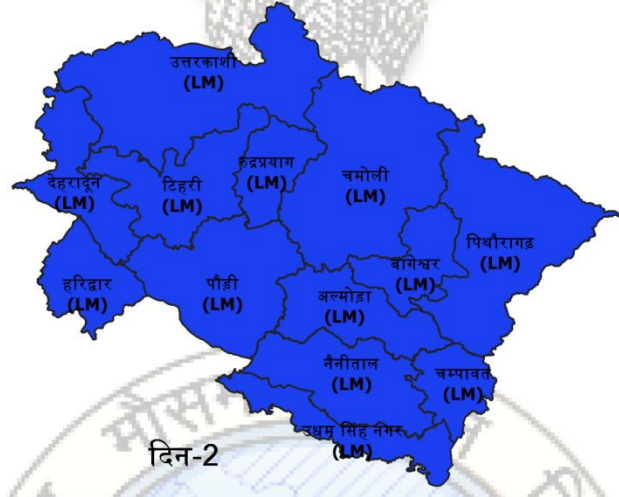 उत्तरकाशी
(LM)
रुद्रप्रयाग
(LM)
चमोली
(LM)
देहरादून
(LM)
टिहरी
(LM)
पिथौरागढ़
(LM)
बागेश्वर
(LM)
हरिद्वार
(LM)
पौड़ी
(LM)
अल्मोड़ा
(LM)
नैनीताल
(LM)
चम्पावत
(LM)
उधम सिंह नगर
(LM)
दिन-2